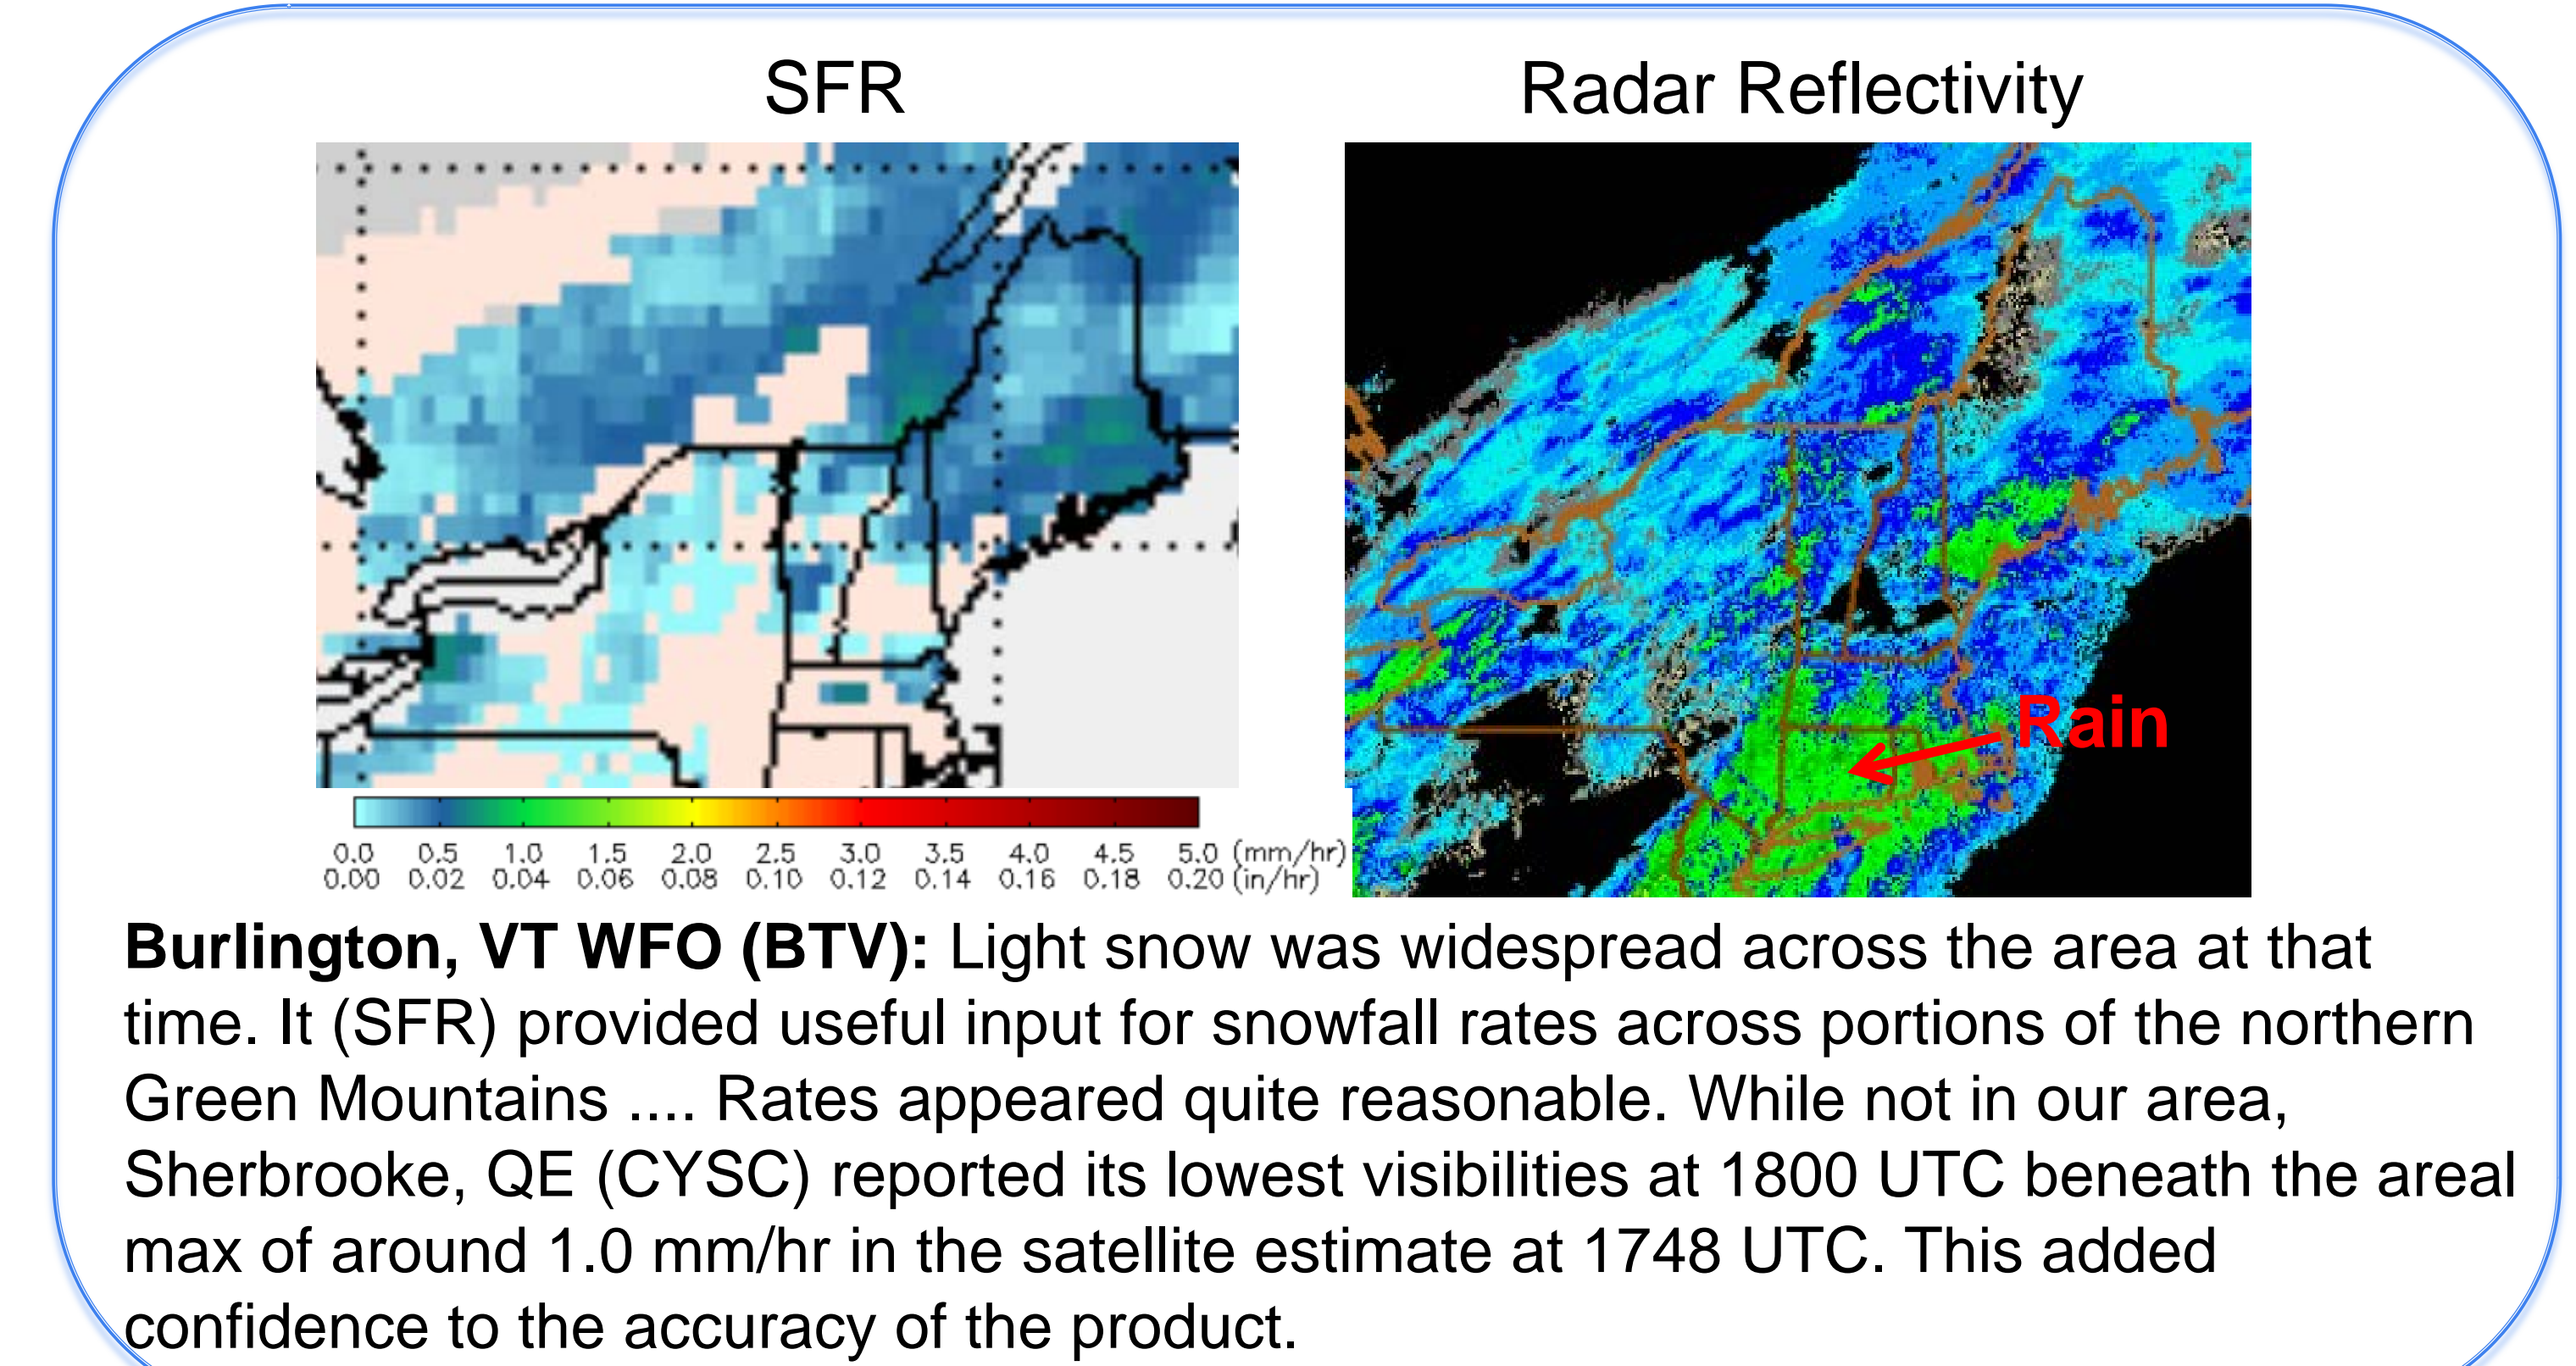 SFR
Radar Reflectivity
Rain
0.0 0.5 1.0 1.5 2.0 2.5 3.0 3.5 4.0 4.5 5.0 (mm/hr)
0.00 0.02 0.04 0.06 0.08 0.10 0.12 0.14 0.16 0.18 0.20 (in/hr)
Burlington, VT WFO (BTV): Light snow was widespread across the area at that
time. It (SFR) provided useful input for snowfall rates across portions of the northern
Green Mountains .... Rates appeared quite reasonable. While not in our area,
Sherbrooke, QE (CYSC) reported its lowest visibilities at 1800 UTC beneath the areal
max of around 1.0 mm/hr in the satellite estimate at 1748 UTC. This added
confidence to the accuracy of the product.